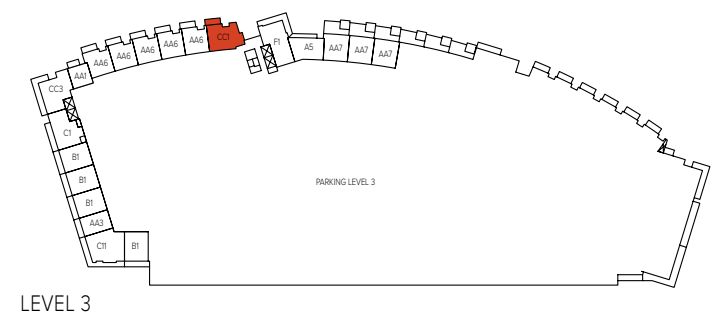 CC1
AA6
AA6
AA6
AA6
AA6
AA1
CC3
F1
A5
AA7
AA7
AA7
C1
B1
B1
B1
AA3
C11
B1
PARKING LEVEL 3
LEVEL 3